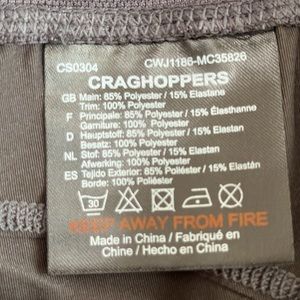 CS0304 CWJ1186-MC35826
CRAGHOPPERS
GB Main: 85% Polyester / 15% Elastane
Trim: 100% Polyester
F Principale: 85% Polyester / 15% Élasthanne
Garniture: 100% Polyester
D Hauptstoff: 85% Polyester / 15% Elastan
Besatz: 100% Polyester
NL Stof: 85% Polyester / 15% Elastaan
Afwerking: 100% Polyester
ES Tejido Exterior: 85% Poliéster / 15% Elastano
Borde: 100% Poliéster
30
KEEP AWAY FROM FIRE
Made in China / Fabriqué en
Chine / Hecho en China